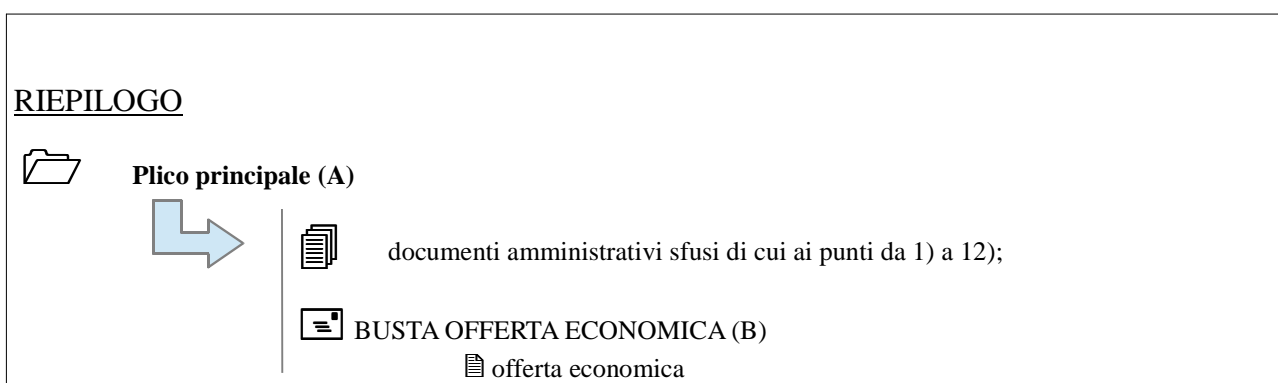 RIEPILOGO
Plico principale (A)
documenti amministrativi sfusi di cui ai punti da 1) a 12);
BUSTA OFFERTA ECONOMICA (B)
offerta economica